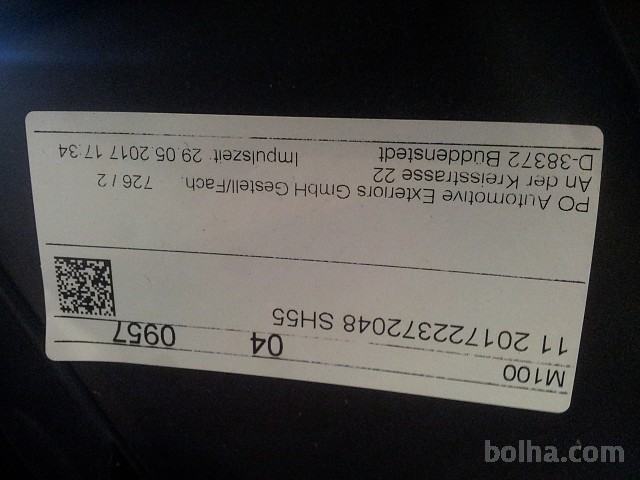 M100
04 0957
11 201722372048 SH55
PO Automotive Exteriors GmbH Gestell/Fach. 726 / 2
An der Kreisstrasse 22
D-38372 Büddenstedt Impulszeit: 29.05.2017 17:34
bolha.com